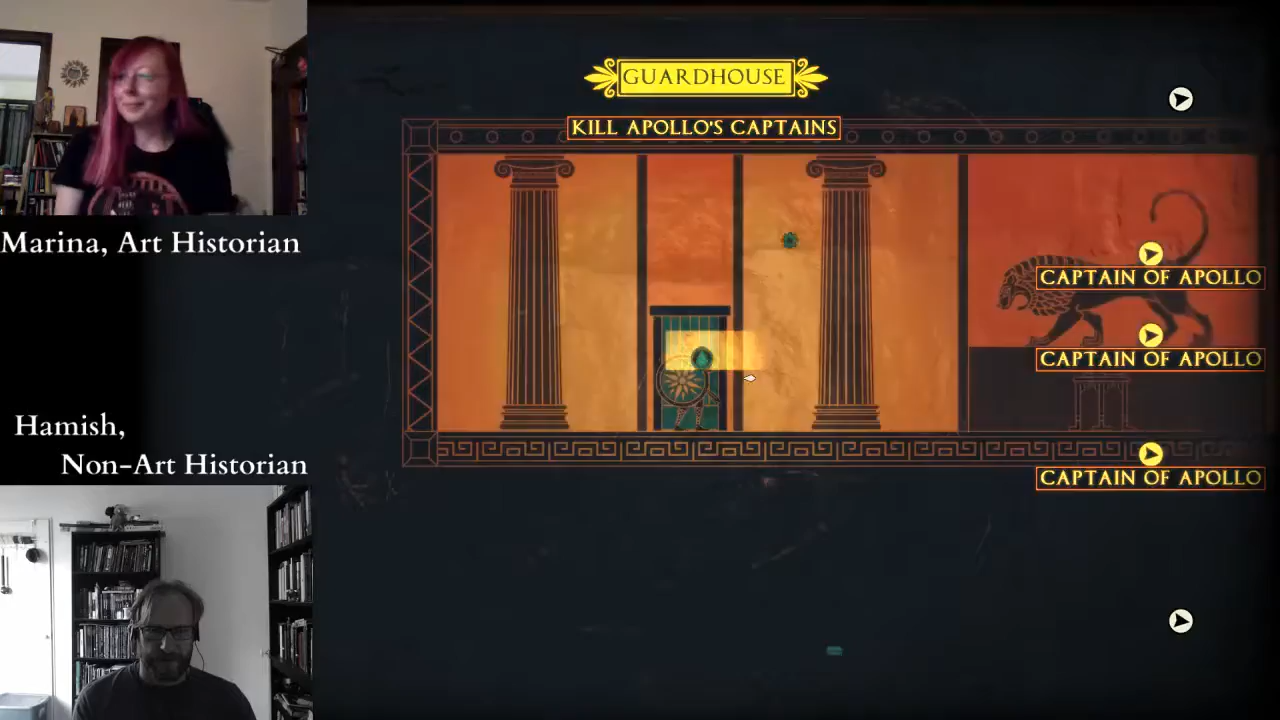 GUARDHOUSE
KILL APOLLO'S CAPTAINS
Marina, Art Historian
CAPTAIN OF APOLLO
CAPTAIN OF APOLLO
Hamish,
Non-Art Historian
CAPTAIN OF APOLLO